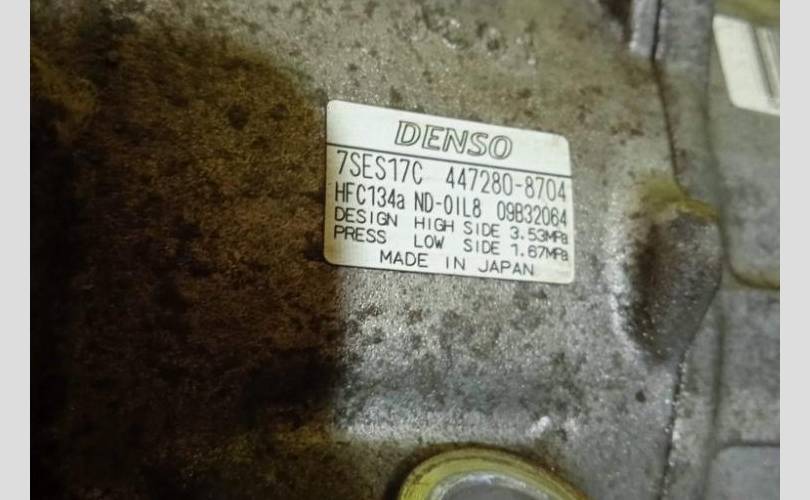 DENSO
7SES17C 447280-8704
HFC134a ND-OIL8 09B32064
DESIGN HIGH SIDE 3.53MPa
PRESS LOW SIDE 1.67MPa
MADE IN JAPAN